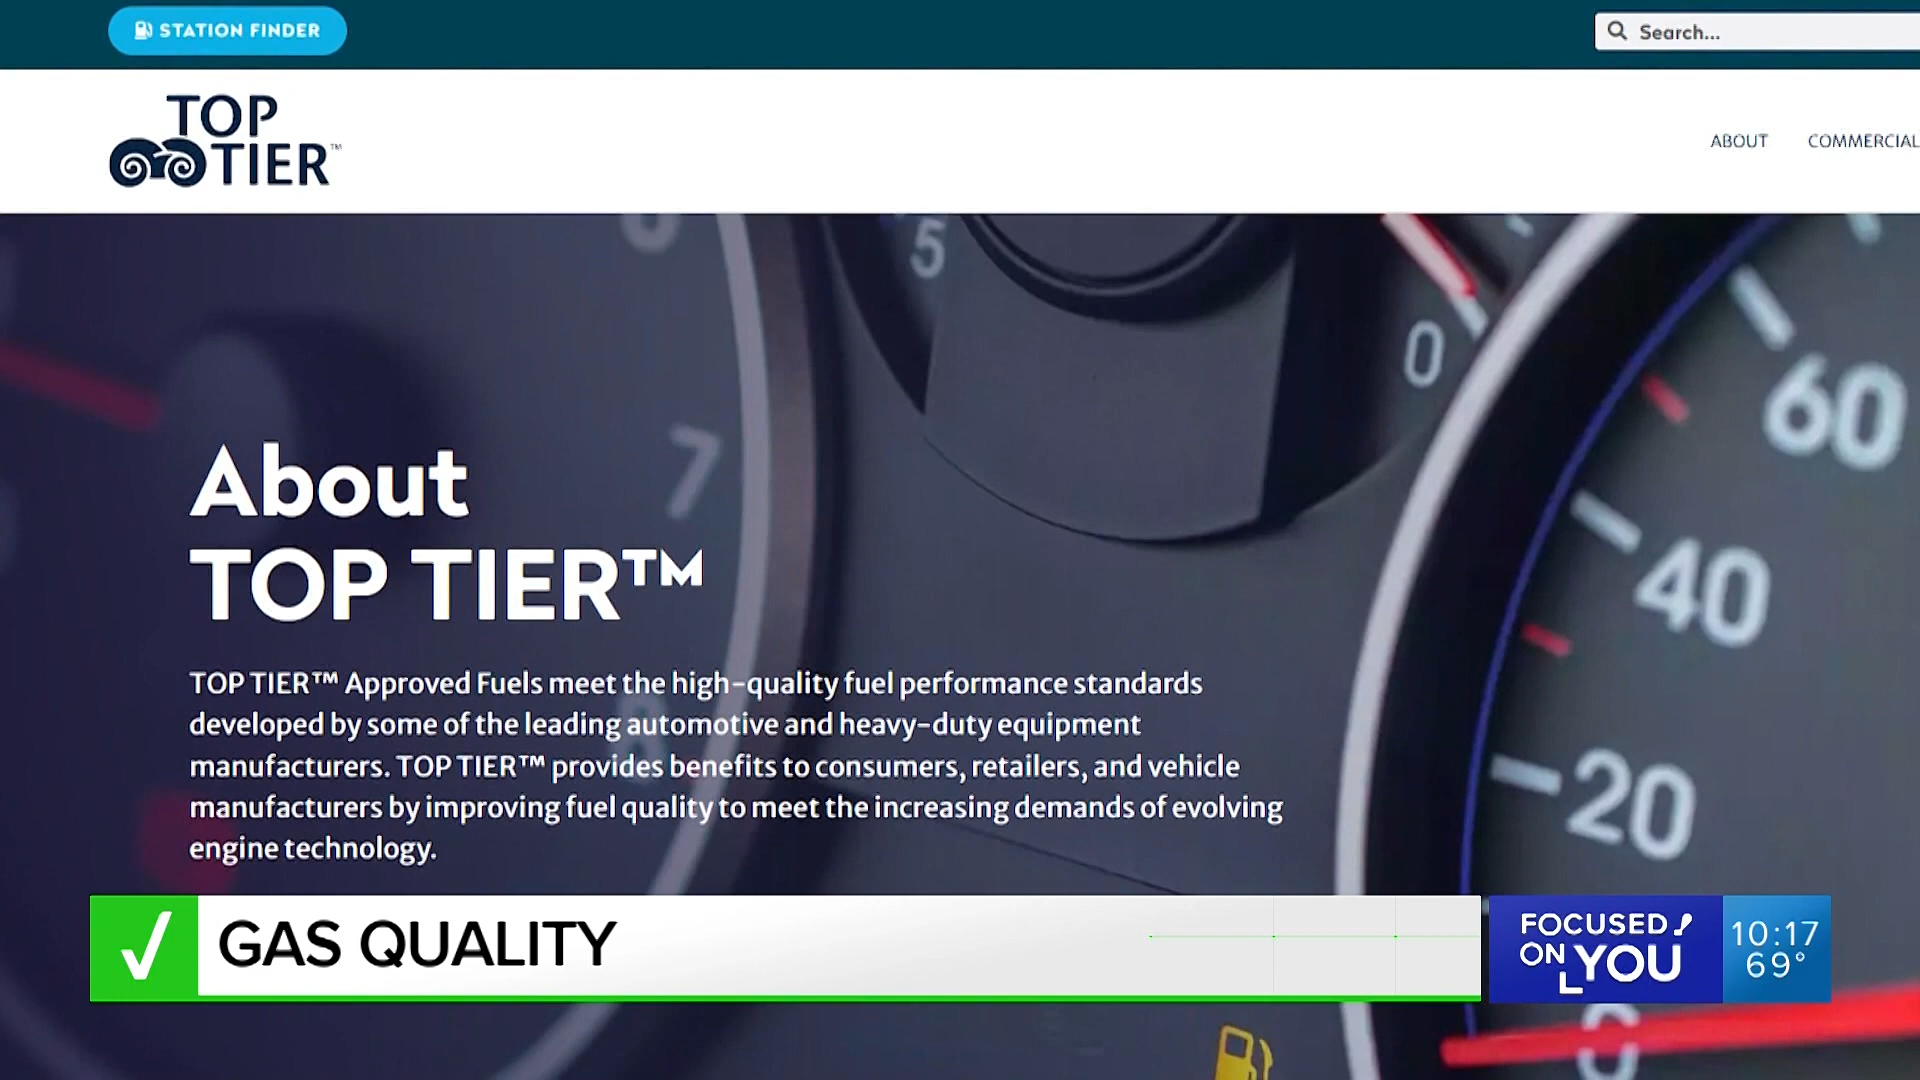 STATION FINDER
Search...
TOP
TIER™
ABOUT
COMMERCIAL
5
0
7
60
40
20
0
About
TOP TIER™
TOP TIER™ Approved Fuels meet the high-quality fuel performance standards
developed by some of the leading automotive and heavy-duty equipment
manufacturers. TOP TIER™ provides benefits to consumers, retailers, and vehicle
manufacturers by improving fuel quality to meet the increasing demands of evolving
engine technology.
GAS QUALITY
FOCUSED
ON YOU
10:17
69°